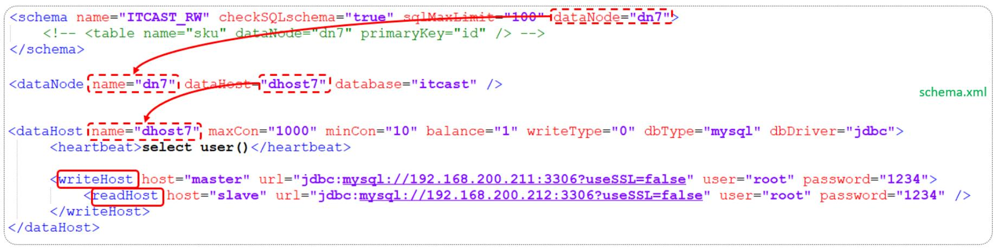 <schema name="ITCAST_RW" checkSQLschema="true" sqlMaxLimit="100" dataNode="dn7">
<!-- <table name="sku" dataNode="dn7" primaryKey="id" /> -->
</schema>
<dataNode name="dn7" dataHost="dhost7" database="itcast" />
schema.xml
<dataHost name="dhost7" maxCon="1000" minCon="10" balance="1" writeType="0" dbType="mysql" dbDriver="jdbc">
<heartbeat>select user()</heartbeat>
<writeHost host="master" url="jdbc:mysql://192.168.200.211:3306?useSSL=false" user="root" password="1234">
<readHost host="slave" url="jdbc:mysql://192.168.200.212:3306?useSSL=false" user="root" password="1234" />
</writeHost>
</dataHost>